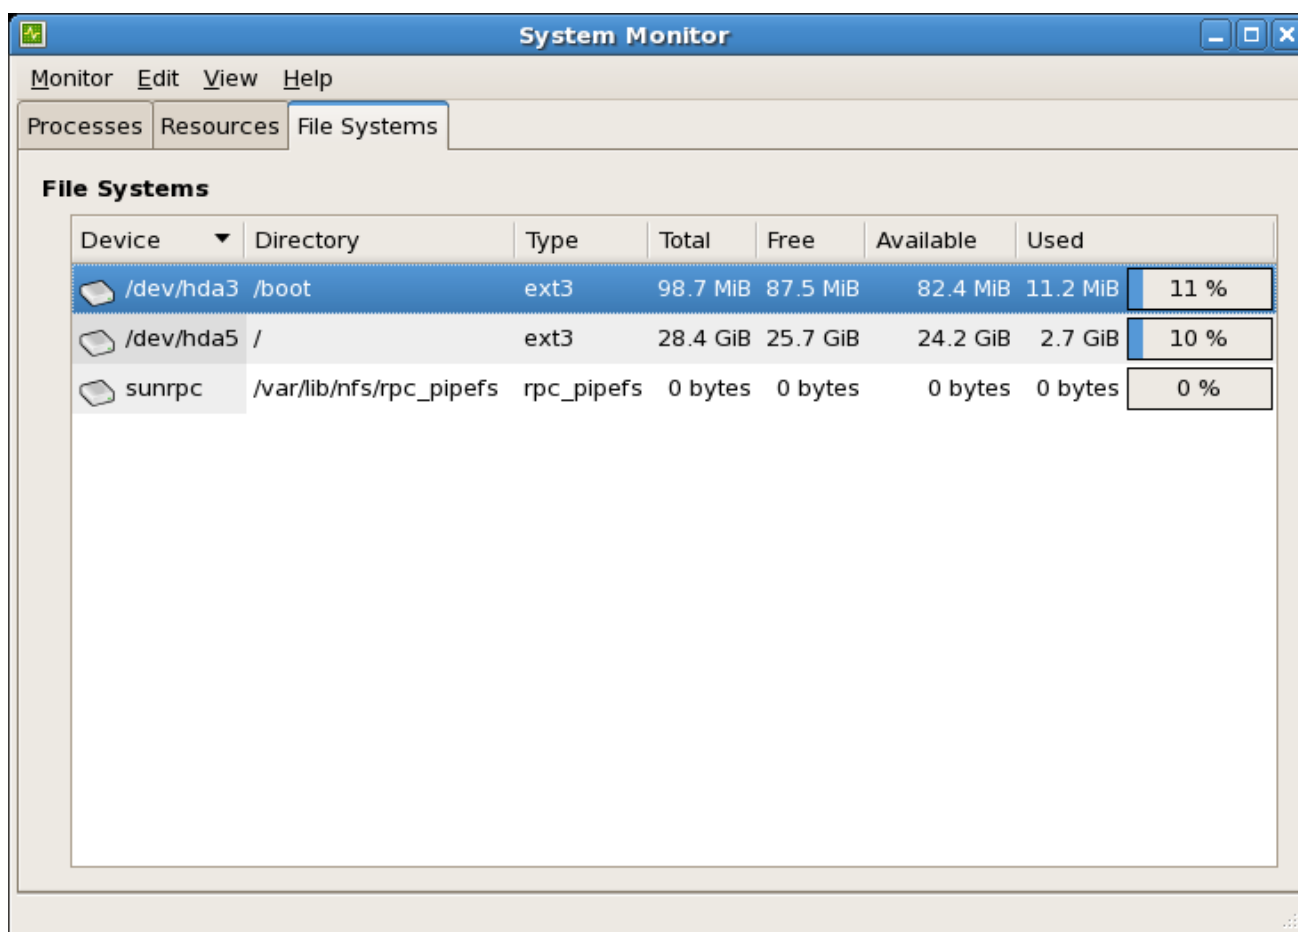 System Monitor
Monitor Edit View Help
Processes Resources File Systems
File Systems
Device Directory Type Total Free Available Used
/dev/hda3 /boot ext3 98.7 MiB 87.5 MiB 82.4 MiB 11.2 MiB 11 %
/dev/hda5 / ext3 28.4 GiB 25.7 GiB 24.2 GiB 2.7 GiB 10 %
sunrpc /var/lib/nfs/rpc_pipefs rpc_pipefs 0 bytes 0 bytes 0 bytes 0 bytes 0 %